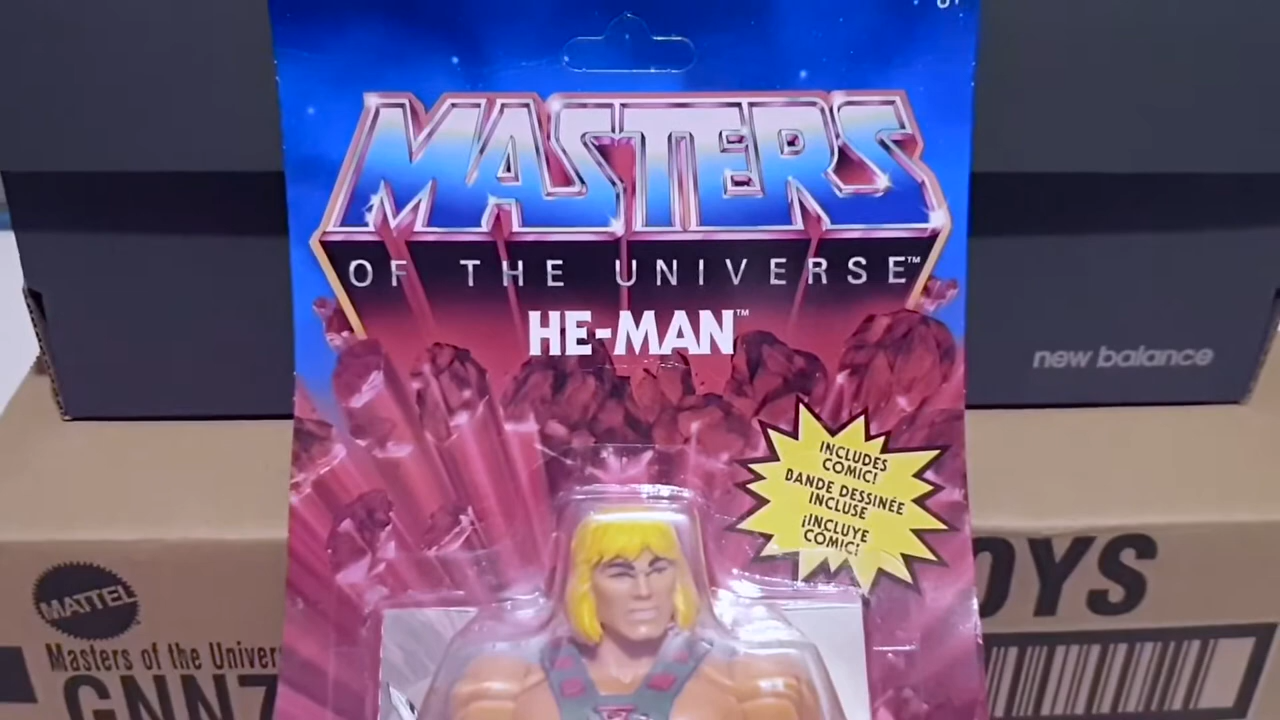 MASTERS
OF THE UNIVERSE™
HE-MAN™
new balance
INCLUDES
COMIC!
BANDE DESSINÉE
INCLUSE
¡INCLUYE
CÓMIC!
MATTEL
OYS
Masters of the Univer
GNN7